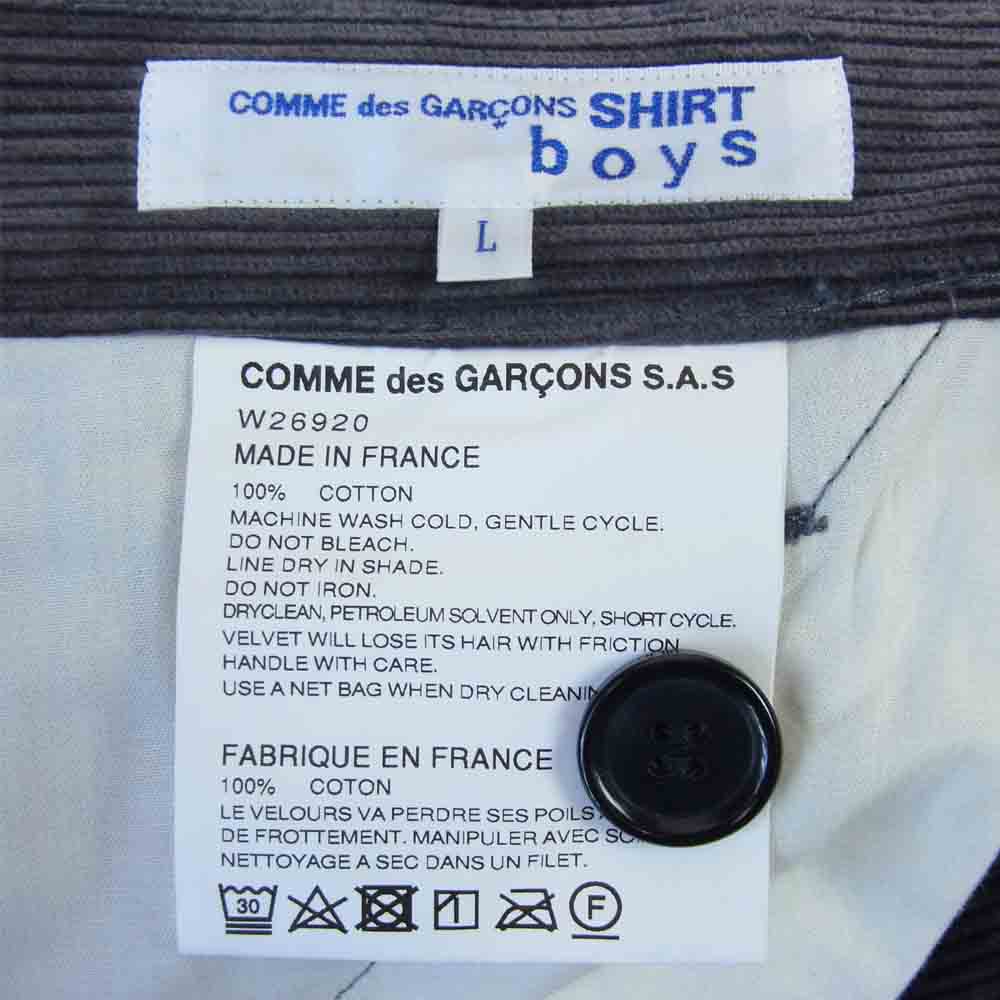 COMME des GARÇONS SHIRT
boys
L
COMME des GARÇONS S.A.S
W26920
MADE IN FRANCE
100% COTTON
MACHINE WASH COLD, GENTLE CYCLE.
DO NOT BLEACH.
LINE DRY IN SHADE.
DO NOT IRON.
DRYCLEAN, PETROLEUM SOLVENT ONLY, SHORT CYCLE.
VELVET WILL LOSE ITS HAIR WITH FRICTION
HANDLE WITH CARE.
USE A NET BAG WHEN DRY
FABRIQUE EN FRANCE
100% COTON
LE VELOURS VA PERDRE SES POILS
DE FROTTEMENT. MANIPULER AVEC
NETTOYAGE A SEC DANS UN FILET.
30 F